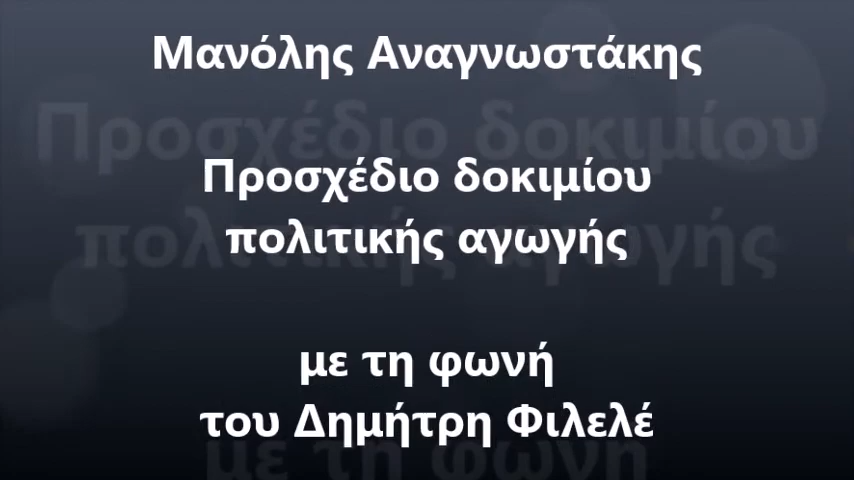 Μανόλης Αναγνωστάκης
Προσχέδιο δοκιμίου
πολιτικής αγωγής
με τη φωνή
του Δημήτρη Φιλελέ